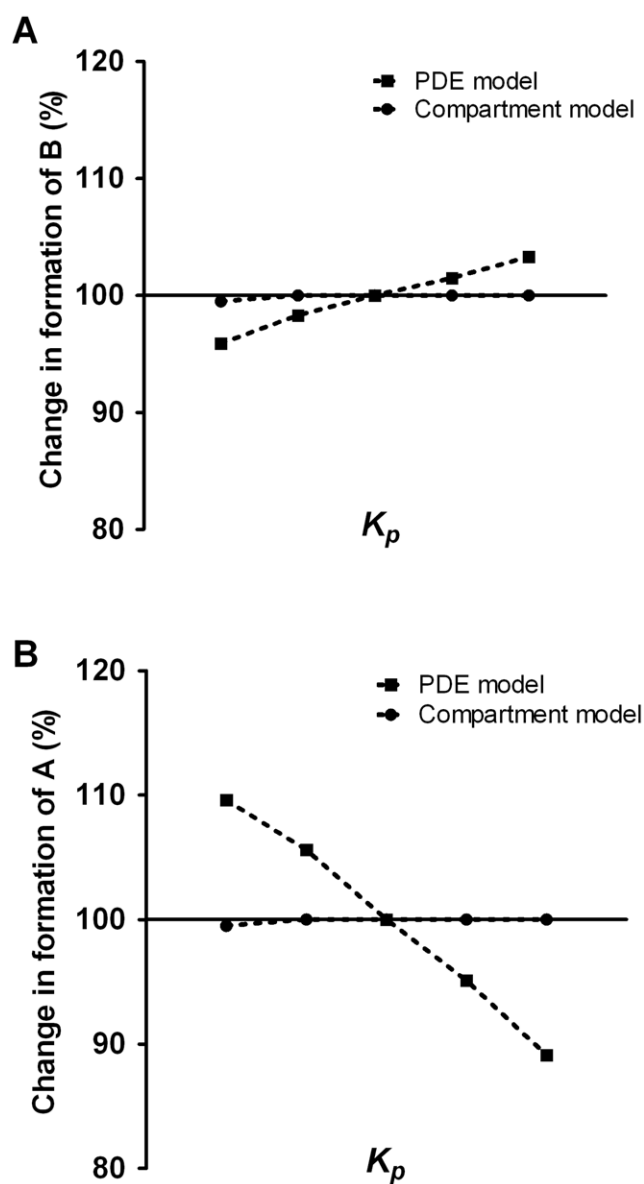 A
Change in formation of B (%)
120
110
100
90
80
PDE model
Compartment model
Kp
B
Change in formation of A (%)
120
110
100
90
80
PDE model
Compartment model
Kp